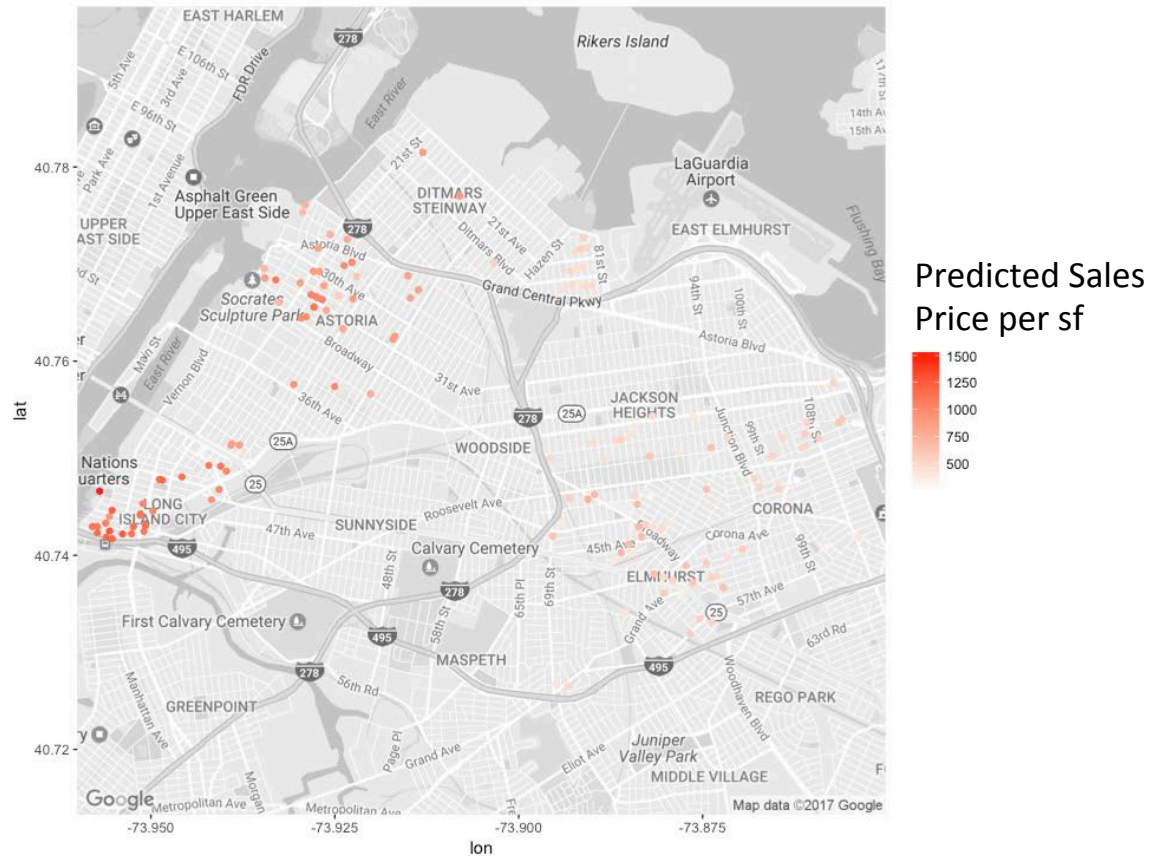 EAST HARLEM
278
Rikers Island
5th Ave
E 106th St
3rd Ave
FDR Drive
East River
14th Av
15th Av
E 96th St
Park Ave
1st Avenue
21st St
LaGuardia
Airport
40.78
Asphalt Green
Upper East Side
DITMARS
STEINWAY
21st Ave
UPPER
AST SIDE
278
Astoria Blvd
Ditmars Blvd
Hazen St
81st St
EAST ELMHURST
Flushing Bay
30th Ave
Grand Central Pkwy
94th St
100th St
Socrates
Sculpture Park
ASTORIA
Predicted Sales
Price per sf
1500
1250
1000
750
500
Main St
East River
Vernon Blvd
Broadway
Astoria Blvd
40.76
lat
31st Ave
36th Ave
JACKSON
HEIGHTS
278
25A
Junction Blvd
108th St
99th St
25A
WOODSIDE
Nations
uarters
25
LONG
ISLAND CITY
CORONA
Roosevelt Ave
SUNNYSIDE
47th Ave
40.74
495
Calvary Cemetery
45th Ave
Broadway
Corona Ave
99th St
48th St
278
65th Pl
69th St
ELMHURST
57th Ave
25
First Calvary Cemetery
495
58th St
Grand Ave
63rd Rd
278
MASPETH
495
56th Rd
Woodhaven Blvd
REGO PARK
GREENPOINT
Manhattan Ave
40.72
Page Pl
Grand Ave
Eliot Ave
Juniper
Valley Park
MIDDLE VILLAGE
Morgan
Google
Metropolitan Ave
Metropolitan Ave
Map data ©2017 Google
-73.950
-73.925
-73.900
-73.875
lon